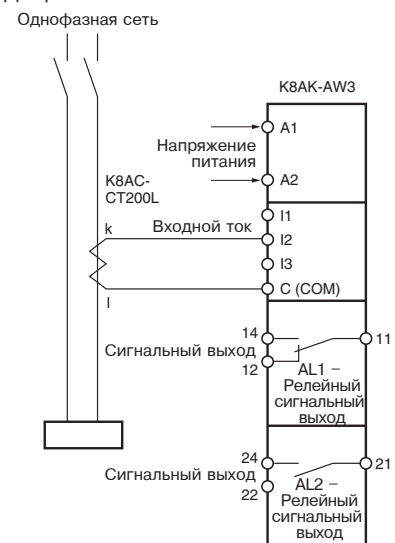 Однофазная сеть
K8AK-AW3
A1
Напряжение
питания
A2
K8AC-
CT200L
I1
k
Входной ток
I2
I3
l
C (COM)
14
11
Сигнальный выход
12
AL1 –
Релейный
сигнальный
выход
24
21
Сигнальный выход
22
AL2 –
Релейный
сигнальный
выход